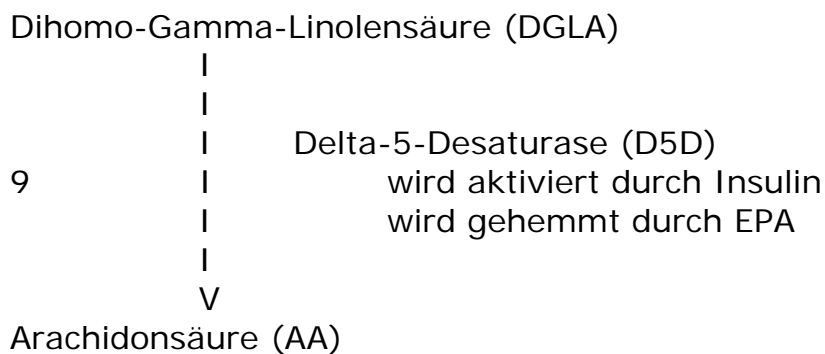 Dihomo-Gamma-Linolensäure (DGLA)
I
I
I Delta-5-Desaturase (D5D)
9 I wird aktiviert durch Insulin
I wird gehemmt durch EPA
I
V
Arachidonsäure (AA)